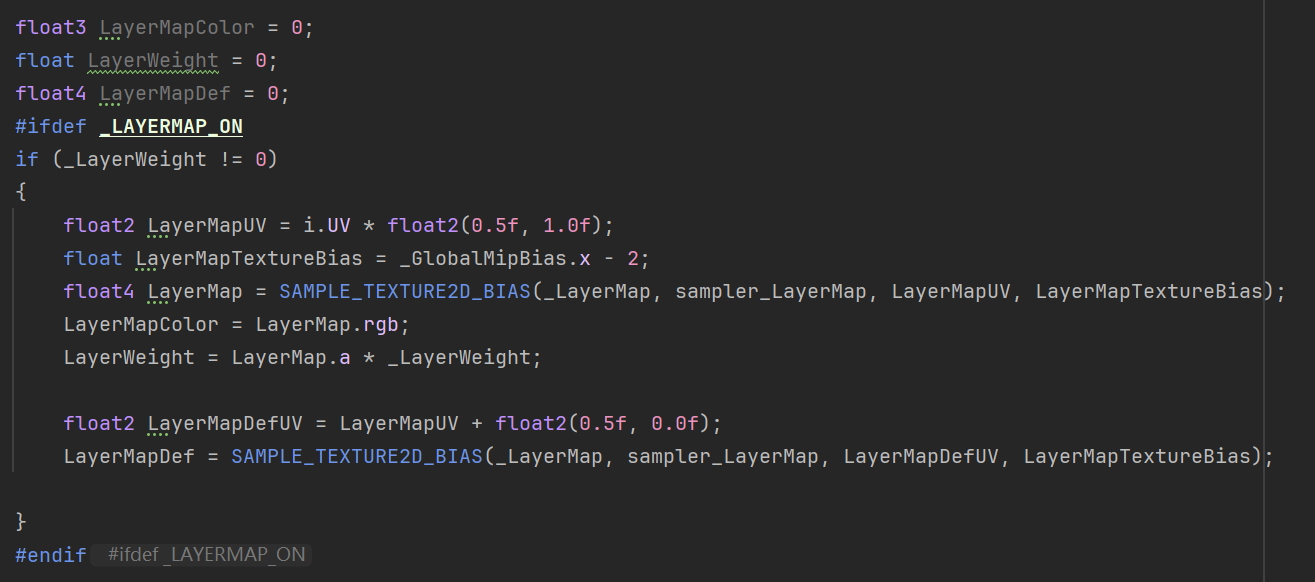 float3 LayerMapColor = 0;
float LayerWeight = 0;
float4 LayerMapDef = 0;
#ifdef _LAYERMAP_ON
if (_LayerWeight != 0)
{
float2 LayerMapUV = i.UV * float2(0.5f, 1.0f);
float LayerMapTextureBias = _GlobalMipBias.x - 2;
float4 LayerMap = SAMPLE_TEXTURE2D_BIAS(_LayerMap, sampler_LayerMap, LayerMapUV, LayerMapTextureBias);
LayerMapColor = LayerMap.rgb;
LayerWeight = LayerMap.a * _LayerWeight;
float2 LayerMapDefUV = LayerMapUV + float2(0.5f, 0.0f);
LayerMapDef = SAMPLE_TEXTURE2D_BIAS(_LayerMap, sampler_LayerMap, LayerMapDefUV, LayerMapTextureBias);
}
#endif #ifdef _LAYERMAP_ON